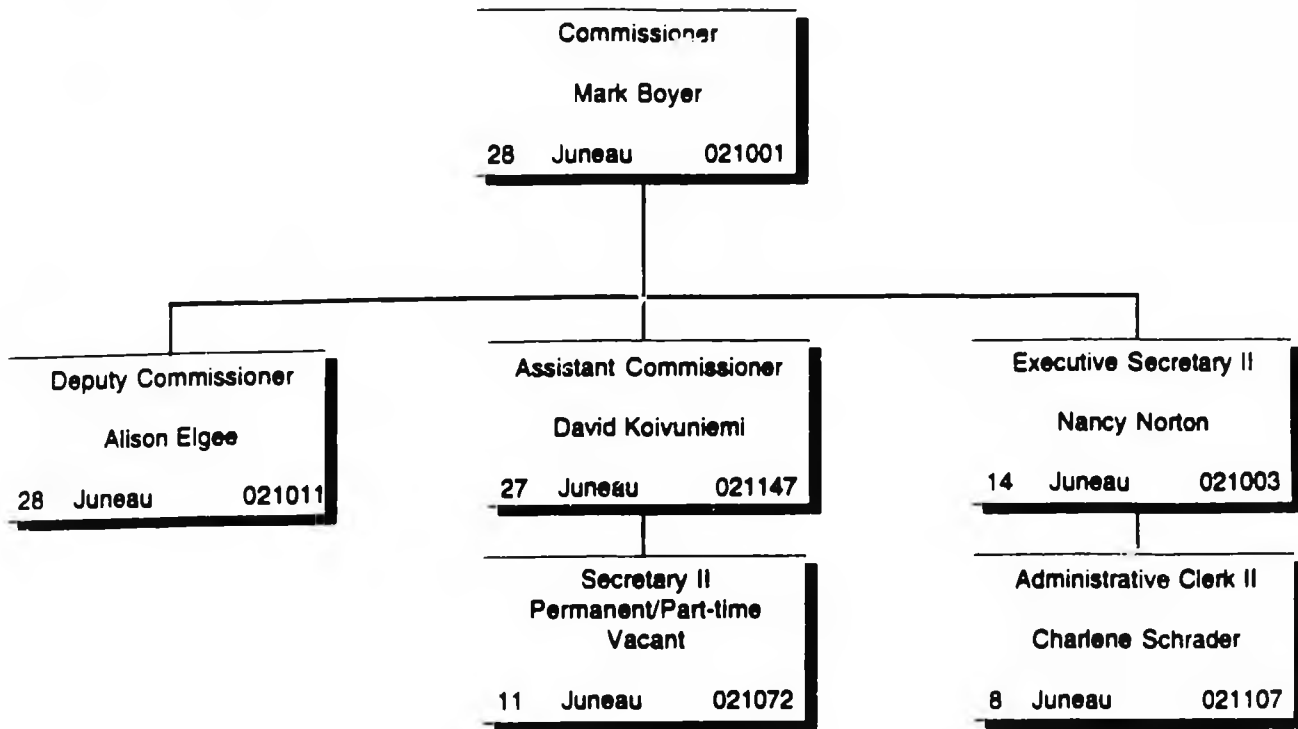 Commissioner
Mark Boyer
28 Juneau 021001
Deputy Commissioner
Alison Elgee
28 Juneau 021011
Assistant Commissioner
David Koivuniemi
27 Juneau 021147
Executive Secretary II
Nancy Norton
14 Juneau 021003
Secretary II
Permanent/Part-time
Vacant
11 Juneau 021072
Administrative Clerk II
Charlene Schrader
8 Juneau 021107